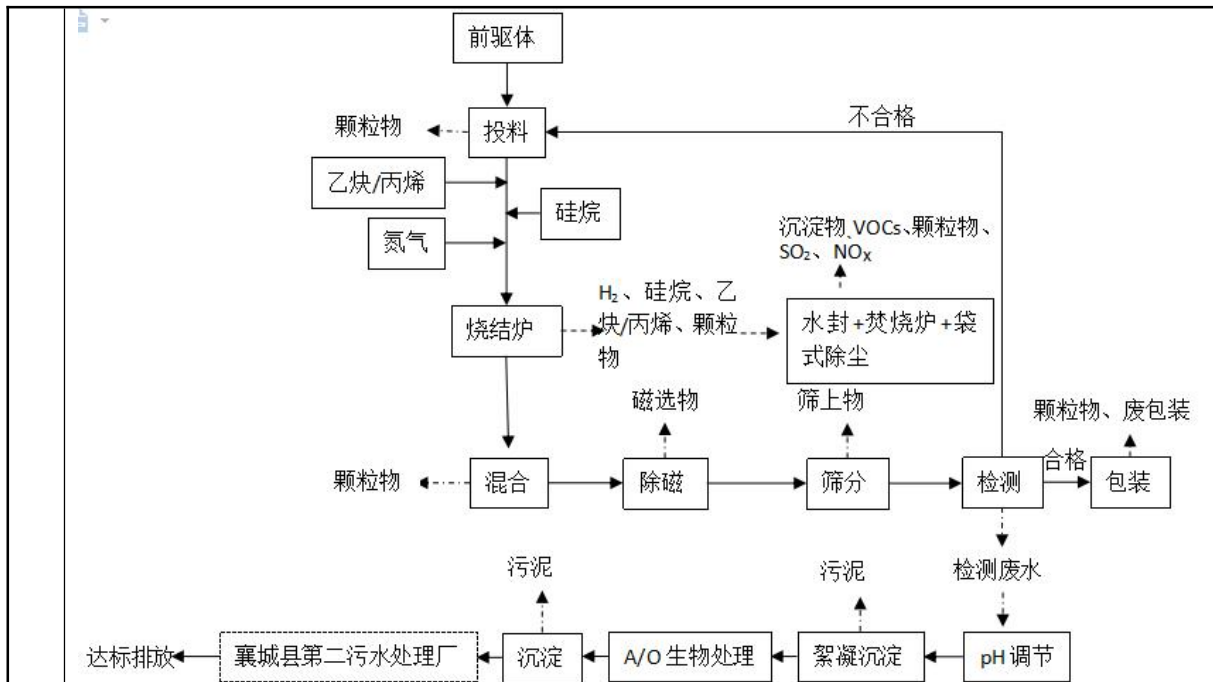 前驱体
不合格
颗粒物
投料
乙炔/丙烯
硅烷
氮气
沉淀物、VOCs、颗粒物、
SO₂、NOX
H₂、硅烷、乙
炔/丙烯、颗粒
物
烧结炉
水封+焚烧炉+袋
式除尘
磁选物
筛上物
颗粒物、废包装
颗粒物
混合
除磁
筛分
检测
合格
包装
污泥
污泥
检测废水
达标排放
襄城县第二污水处理厂
沉淀
A/O 生物处理
絮凝沉淀
pH 调节